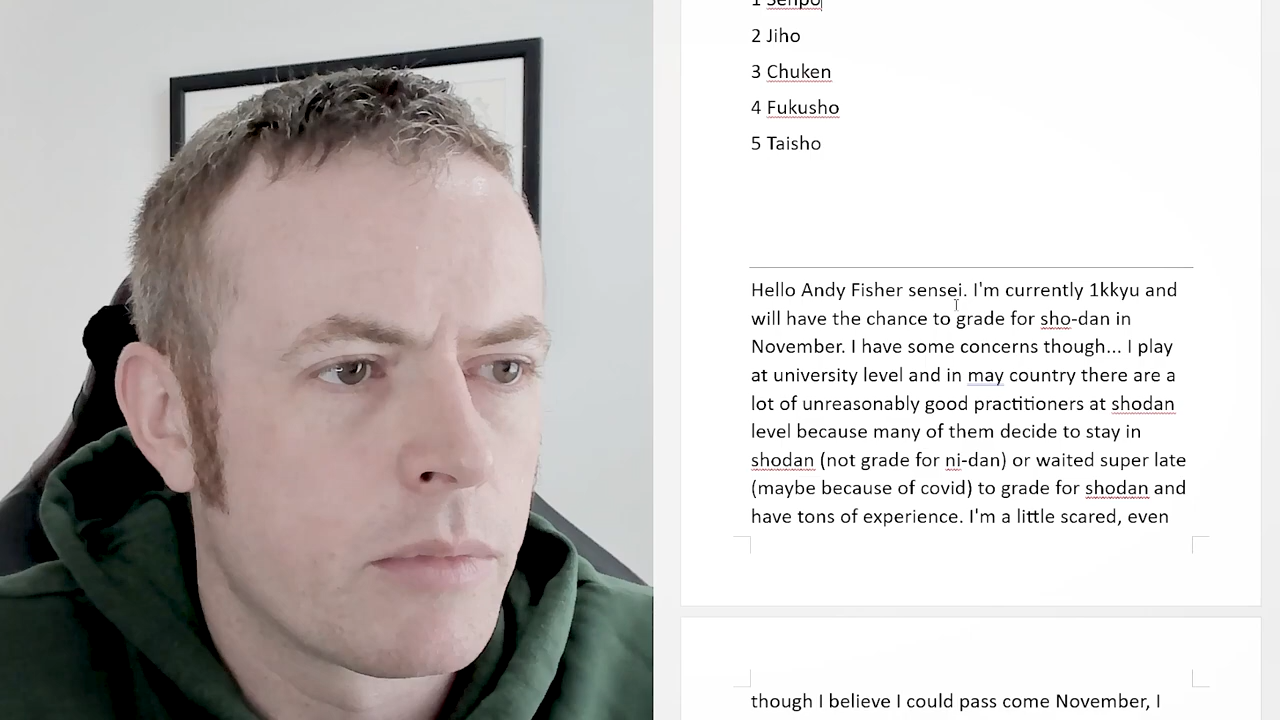 1 Senpo
2 Jiho
3 Chuken
4 Fukusho
5 Taisho
Hello Andy Fisher sensei. I'm currently 1kkyu and
will have the chance to grade for sho-dan in
November. I have some concerns though... I play
at university level and in may country there are a
lot of unreasonably good practitioners at shodan
level because many of them decide to stay in
shodan (not grade for ni-dan) or waited super late
(maybe because of covid) to grade for shodan and
have tons of experience. I'm a little scared, even
though I believe I could pass come November, I